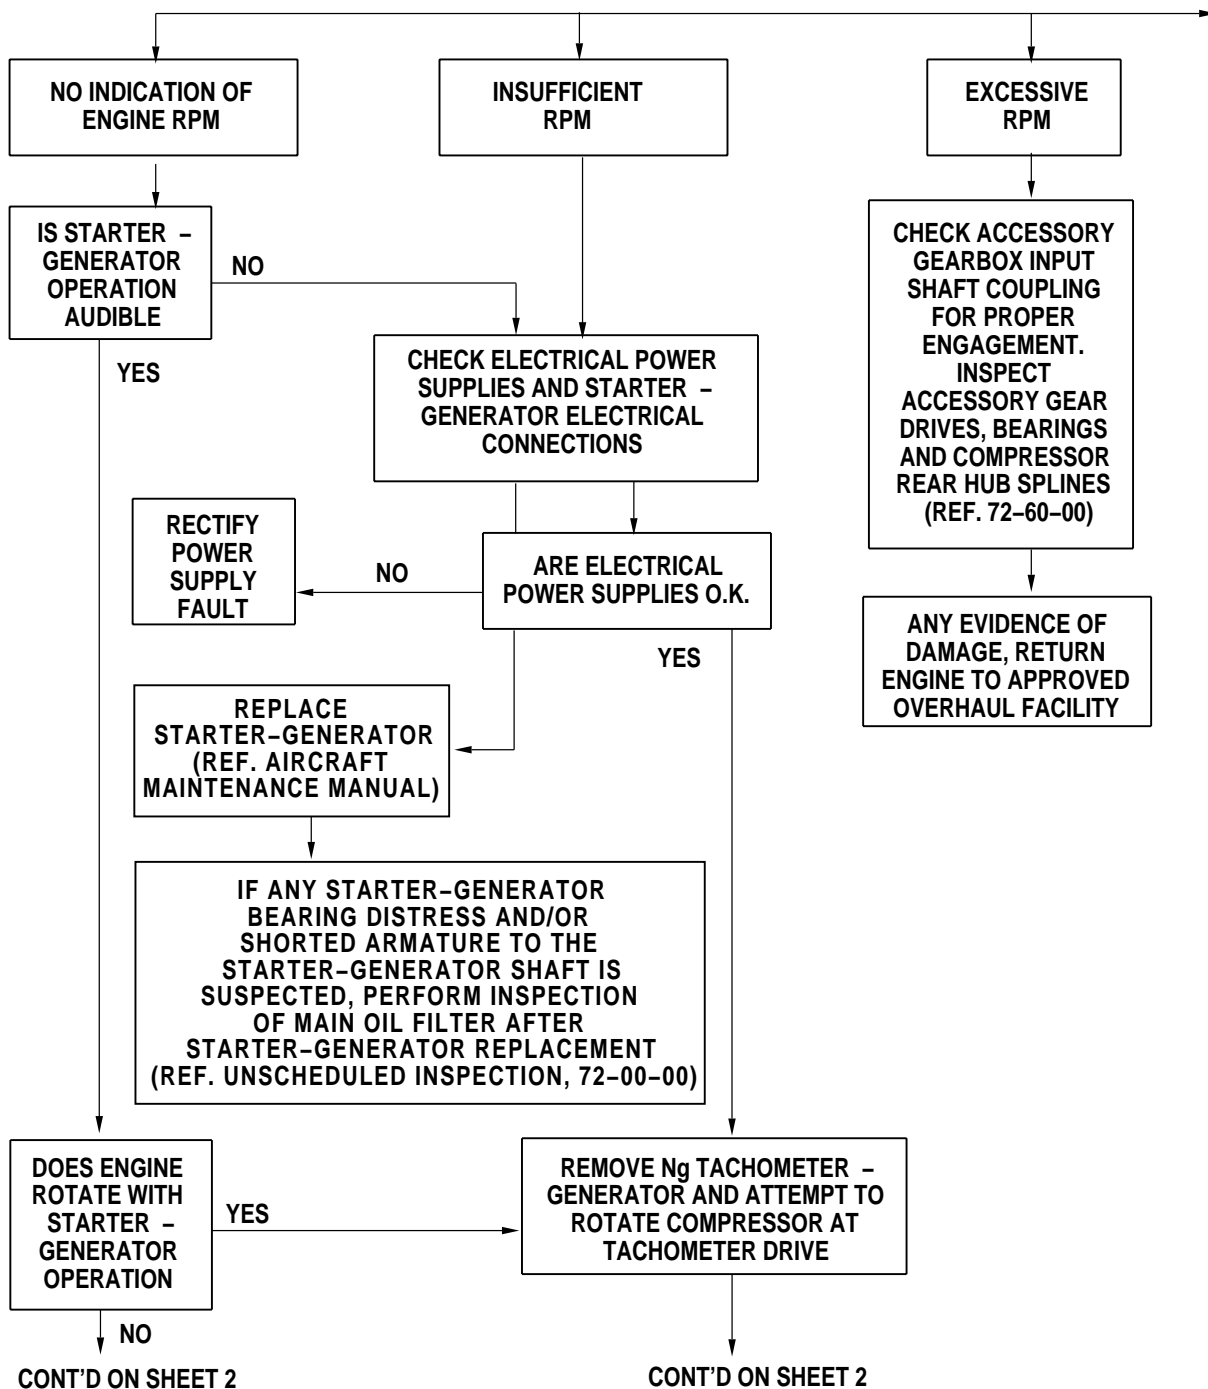 NO INDICATION OF
ENGINE RPM
INSUFFICIENT
RPM
EXCESSIVE
RPM
IS STARTER –
GENERATOR
OPERATION
AUDIBLE
NO
YES
CHECK ELECTRICAL POWER
SUPPLIES AND STARTER –
GENERATOR ELECTRICAL
CONNECTIONS
CHECK ACCESSORY
GEARBOX INPUT
SHAFT COUPLING
FOR PROPER
ENGAGEMENT.
INSPECT
ACCESSORY GEAR
DRIVES, BEARINGS
AND COMPRESSOR
REAR HUB SPLINES
(REF. 72–60–00)
RECTIFY
POWER
SUPPLY
FAULT
NO
ARE ELECTRICAL
POWER SUPPLIES O.K.
YES
ANY EVIDENCE OF
DAMAGE, RETURN
ENGINE TO APPROVED
OVERHAUL FACILITY
REPLACE
STARTER–GENERATOR
(REF. AIRCRAFT
MAINTENANCE MANUAL)
IF ANY STARTER–GENERATOR
BEARING DISTRESS AND/OR
SHORTED ARMATURE TO THE
STARTER–GENERATOR SHAFT IS
SUSPECTED, PERFORM INSPECTION
OF MAIN OIL FILTER AFTER
STARTER–GENERATOR REPLACEMENT
(REF. UNSCHEDULED INSPECTION, 72–00–00)
DOES ENGINE
ROTATE WITH
STARTER –
GENERATOR
OPERATION
YES
REMOVE Ng TACHOMETER –
GENERATOR AND ATTEMPT TO
ROTATE COMPRESSOR AT
TACHOMETER DRIVE
NO
CONT'D ON SHEET 2
CONT'D ON SHEET 2